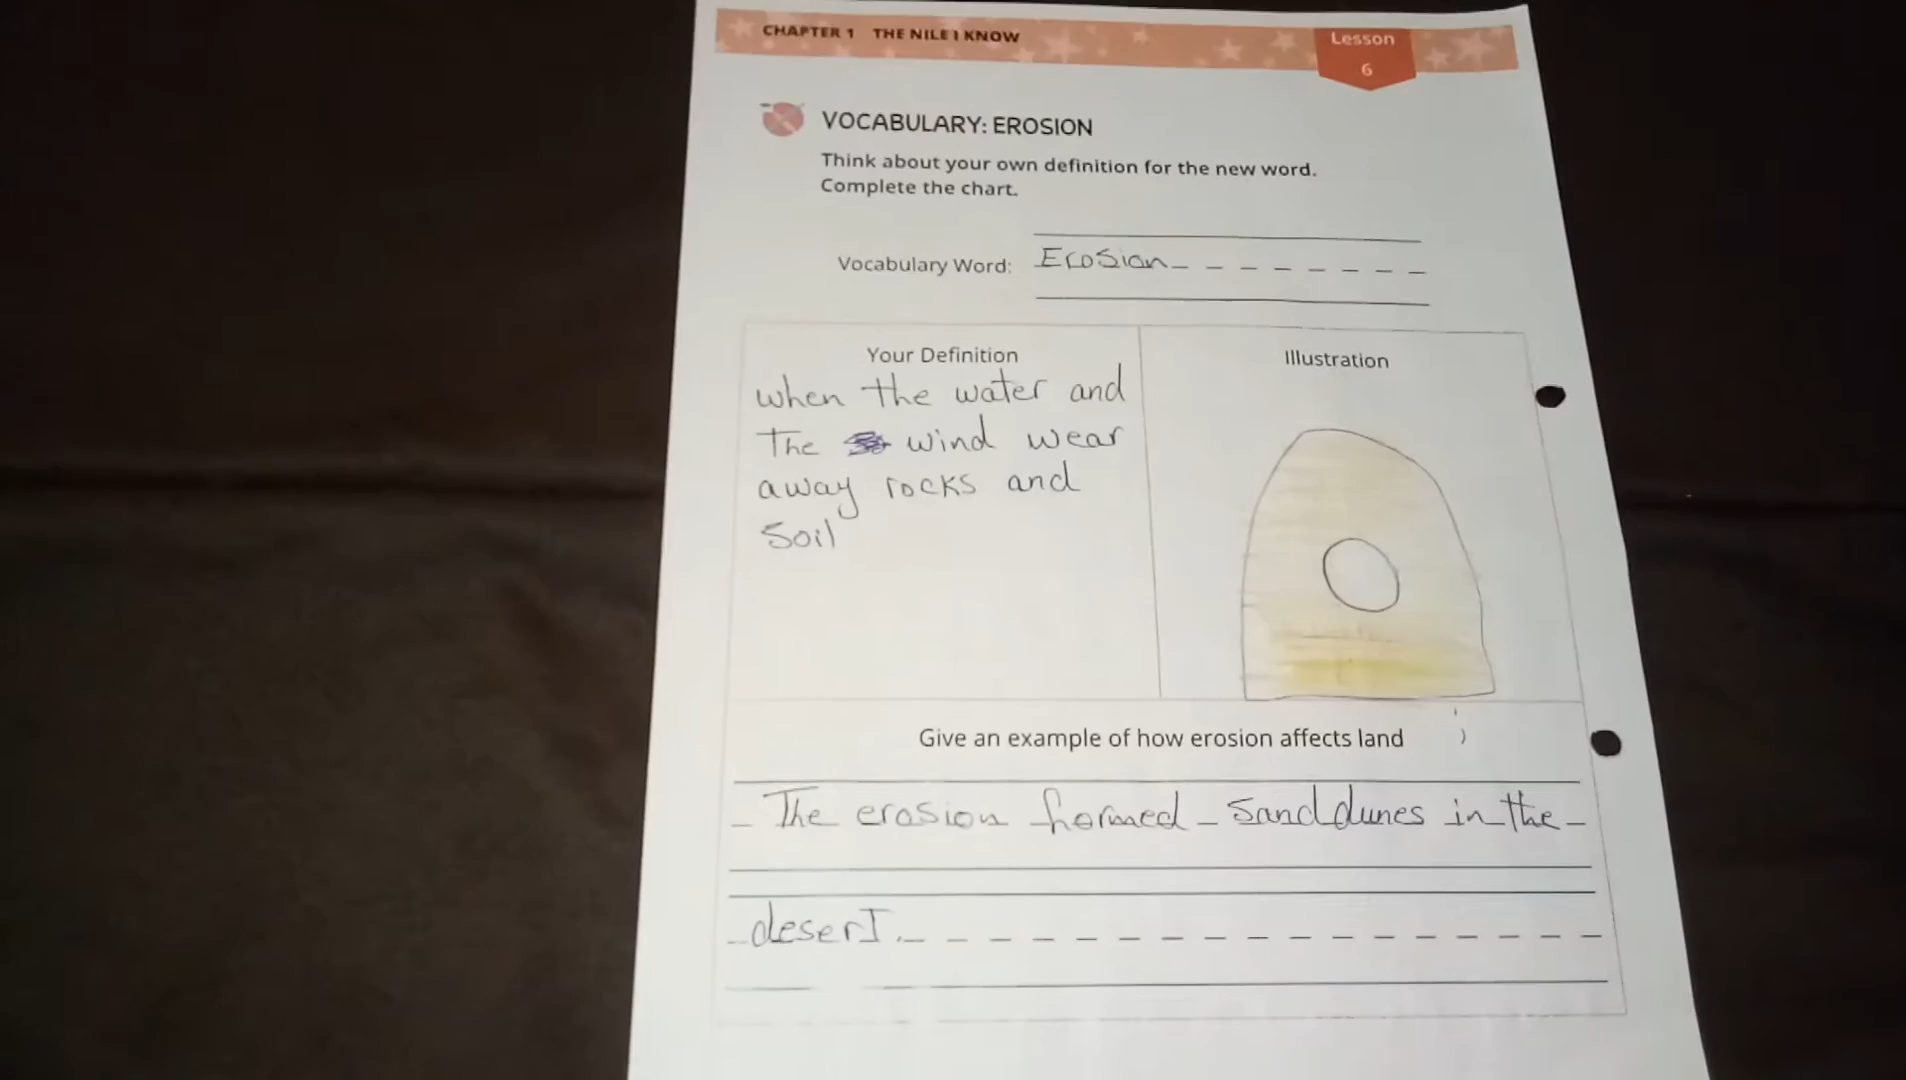 CHAPTER 1 THE NILE I KNOW
Lesson
6
VOCABULARY: EROSION
Think about your own definition for the new word.
Complete the chart.
Vocabulary Word: Erosion
Your Definition
when the water and
The wind wear
away rocks and
Soil
Illustration
Give an example of how erosion affects land
The erosion formed sand dunes in the
desert.